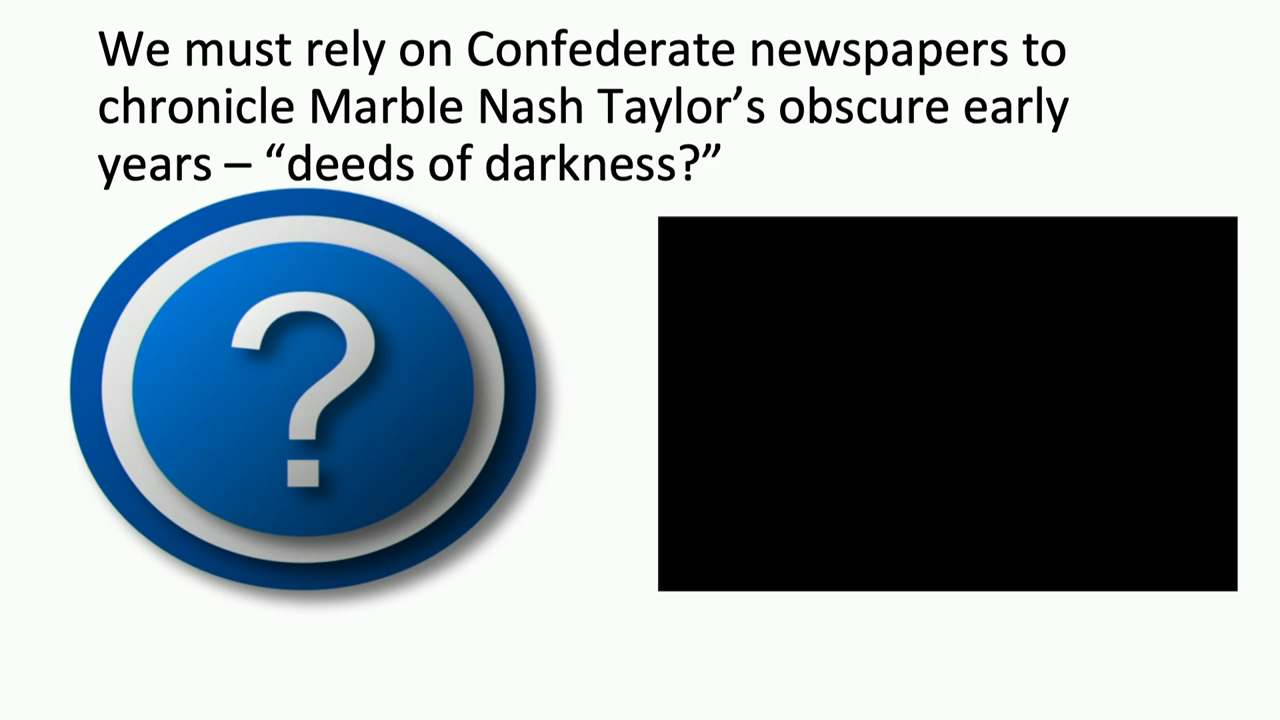 We must rely on Confederate newspapers to
chronicle Marble Nash Taylor’s obscure early
years – “deeds of darkness?”
?